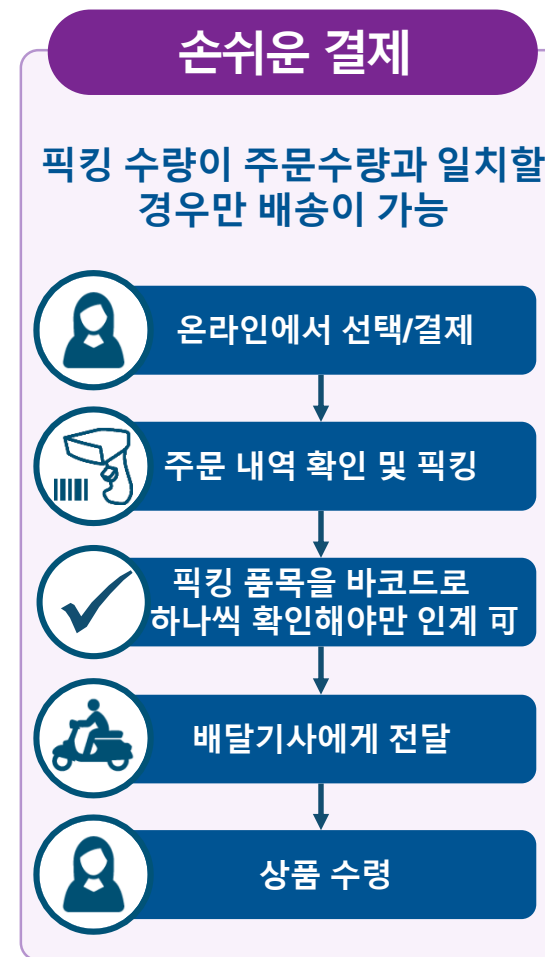 손쉬운 결제
픽킹 수량이 주문수량과 일치할
경우만 배송이 가능
온라인에서 선택/결제
주문 내역 확인 및 픽킹
픽킹 품목을 바코드로
하나씩 확인해야만 인계 可
배달기사에게 전달
상품 수령